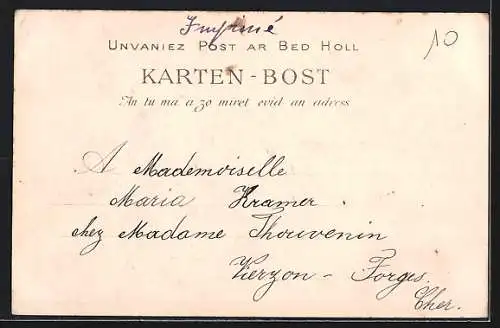 Imprimé
10
UNVANIEZ POST AR BED HOLL
KARTEN-BOST
An tu ma a zo miret evid an adress
A Mademoiselle
Maria Kramer.
chez Madame Thouvenin
Vierzon - Forges.
Cher.